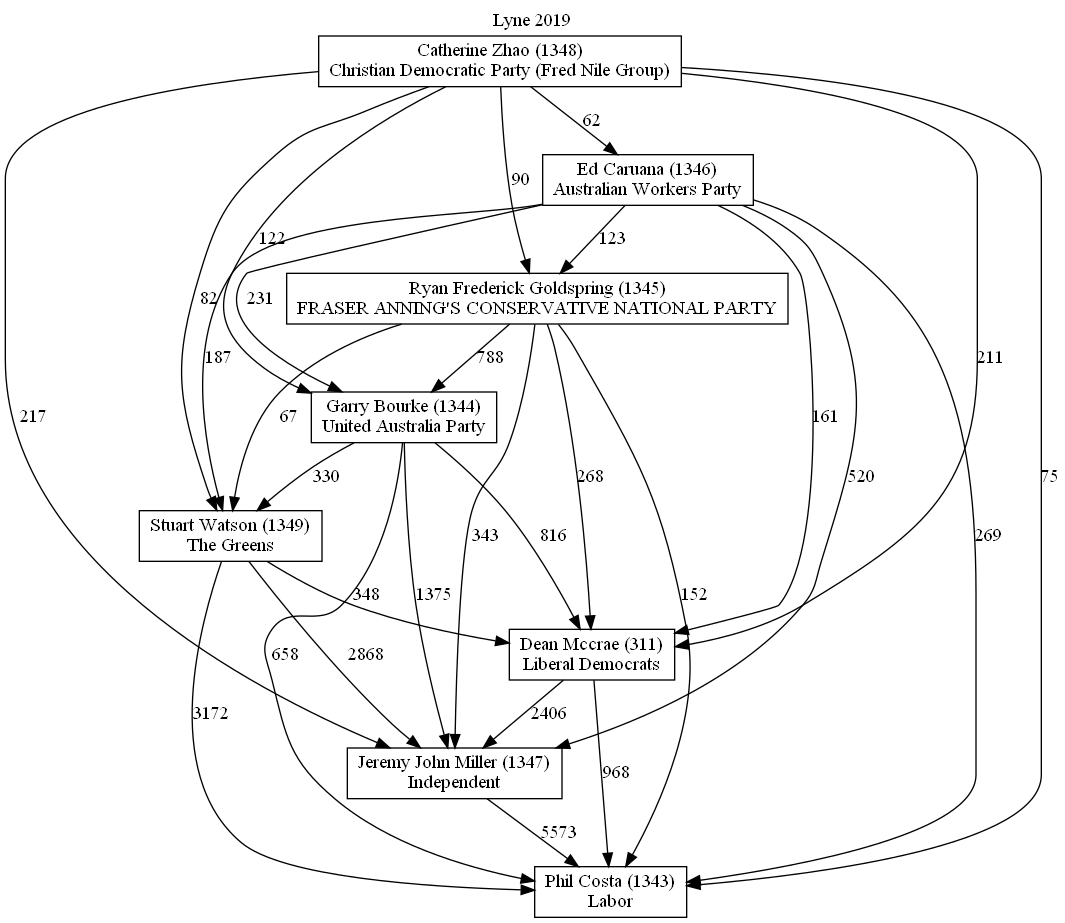 Lyne 2019
Catherine Zhao (1348)
Christian Democratic Party (Fred Nile Group)
62
Ed Caruana (1346)
Australian Workers Party
90
122
123
82
231
Ryan Frederick Goldspring (1345)
FRASER ANNING'S CONSERVATIVE NATIONAL PARTY
187
788
211
217
67
Garry Bourke (1344)
United Australia Party
161
330
268
520
75
Stuart Watson (1349)
The Greens
343
816
269
348
1375
152
658
2868
Dean Mccrae (311)
Liberal Democrats
3172
2406
Jeremy John Miller (1347)
Independent
968
5573
Phil Costa (1343)
Labor